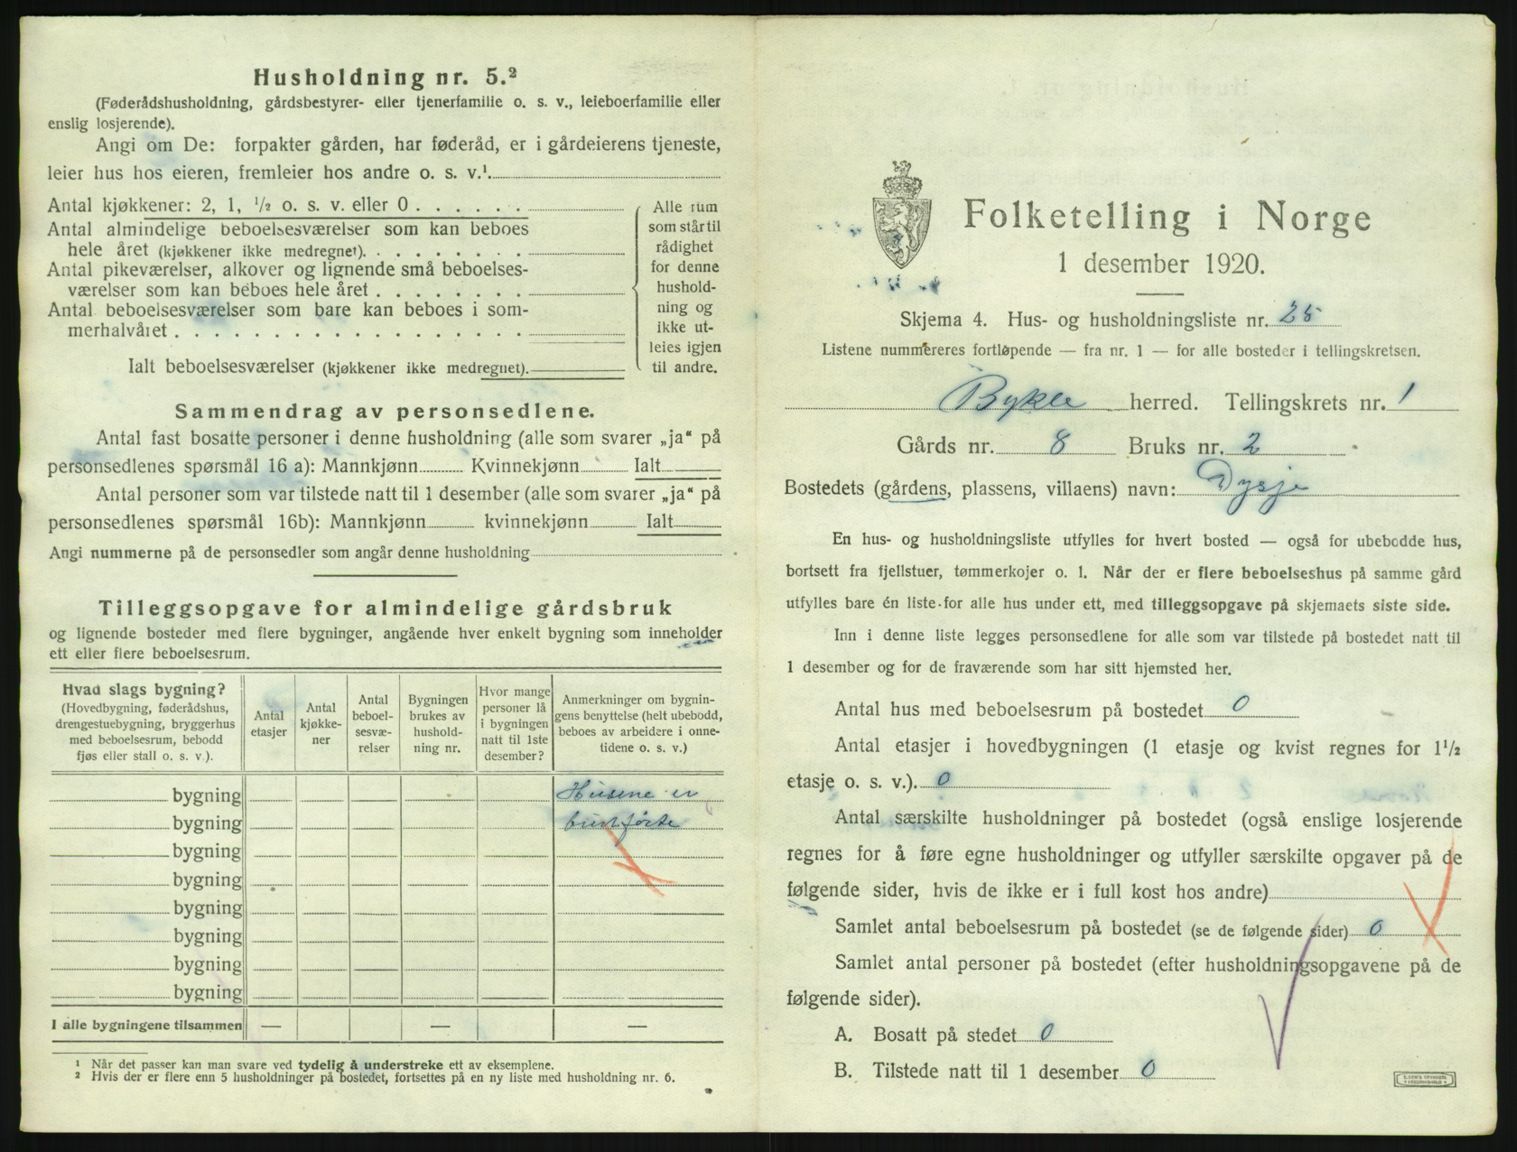 Husholdning nr. 5.²
(Føderådshusholdning, gårdsbestyrer- eller tjenerfamilie o. s. v., leieboerfamilie eller
enslig losjerende).
Angi om De: forpakter gården, har føderåd, er i gårdeierens tjeneste,
leier hus hos eieren, fremleier hos andre o. s. v.¹
Antal kjøkkener: 2, 1, ½ o. s. v. eller 0 . . . . . .
Antal almindelige beboelsesværelser som kan beboes
hele året (kjøkkener ikke medregnet). . . . . . . . .
Antal pikeværelser, alkover og lignende små beboelses-
værelser som kan beboes hele året . . . . . . . .
Antal beboelsesværelser som bare kan beboes i som-
merhalvåret . . . . . . . . . . . . . . . . . .
Ialt beboelsesværelser (kjøkkener ikke medregnet).
Alle rum
som står til
rådighet
for denne
hushold-
ning og
ikke ut-
leies igjen
til andre.
Sammendrag av personsedlene.
Antal fast bosatte personer i denne husholdning (alle som svarer „ja“ på
personsedlenes spørsmål 16 a): Mannkjønn Kvinnekjønn Ialt
Antal personer som var tilstede natt til 1 desember (alle som svarer „ja“ på
personsedlenes spørsmål 16b): Mannkjønn kvinnekjønn Ialt
Angi nummerne på de personsedler som angår denne husholdning
Tilleggsopgave for almindelige gårdsbruk
og lignende bosteder med flere bygninger, angående hver enkelt bygning som inneholder
ett eller flere beboelsesrum.
Hvad slags bygning?
(Hovedbygning, føderådshus,
drengestuebygning, bryggerhus
med beboelsesrum, bebodd
fjøs eller stall o. s. v.).
Antal
etasjer
Antal
kjøkke-
ner
Antal
beboel-
sesvæ-
relser
Bygningen
brukes av
hushold-
ning nr.
Hvor mange
personer lå
i bygningen
natt til 1ste
desember?
Anmerkninger om bygnin-
gens benyttelse (helt ubebodd,
beboes av arbeidere i onne-
tidene o. s. v.)
bygning Husene er
bygning burtførte
bygning
bygning
bygning
bygning
bygning
bygning
I alle bygningene tilsammen — — —
¹ Når det passer kan man svare ved tydelig å understreke ett av eksemplene.
² Hvis der er flere enn 5 husholdninger på bostedet, fortsettes på en ny liste med husholdning nr. 6.
Folketelling i Norge
1 desember 1920.
Skjema 4. Hus- og husholdningsliste nr. 25
Listene nummereres fortløpende — fra nr. 1 — for alle bosteder i tellingskretsen.
Bykle herred. Tellingskrets nr. 1
Gårds nr. 8 Bruks nr. 2
Bostedets (gårdens, plassens, villaens) navn: Dysje
En hus- og husholdningsliste utfylles for hvert bosted — også for ubebodde hus,
bortsett fra fjellstuer, tømmerkojer o. l. Når der er flere beboelseshus på samme gård
utfylles bare én liste for alle hus under ett, med tilleggsopgave på skjemaets siste side.
Inn i denne liste legges personsedlene for alle som var tilstede på bostedet natt til
1 desember og for de fraværende som har sitt hjemsted her.
Antal hus med beboelsesrum på bostedet 0
Antal etasjer i hovedbygningen (1 etasje og kvist regnes for 1½
etasje o. s. v.). 0
Antal særskilte husholdninger på bostedet (også enslige losjerende
regnes for å føre egne husholdninger og utfyller særskilte opgaver på de
følgende sider, hvis de ikke er i full kost hos andre)
Samlet antal beboelsesrum på bostedet (se de følgende sider) 0
Samlet antal personer på bostedet (efter husholdningsopgavene på de
følgende sider).
A. Bosatt på stedet 0
B. Tilstede natt til 1 desember 0